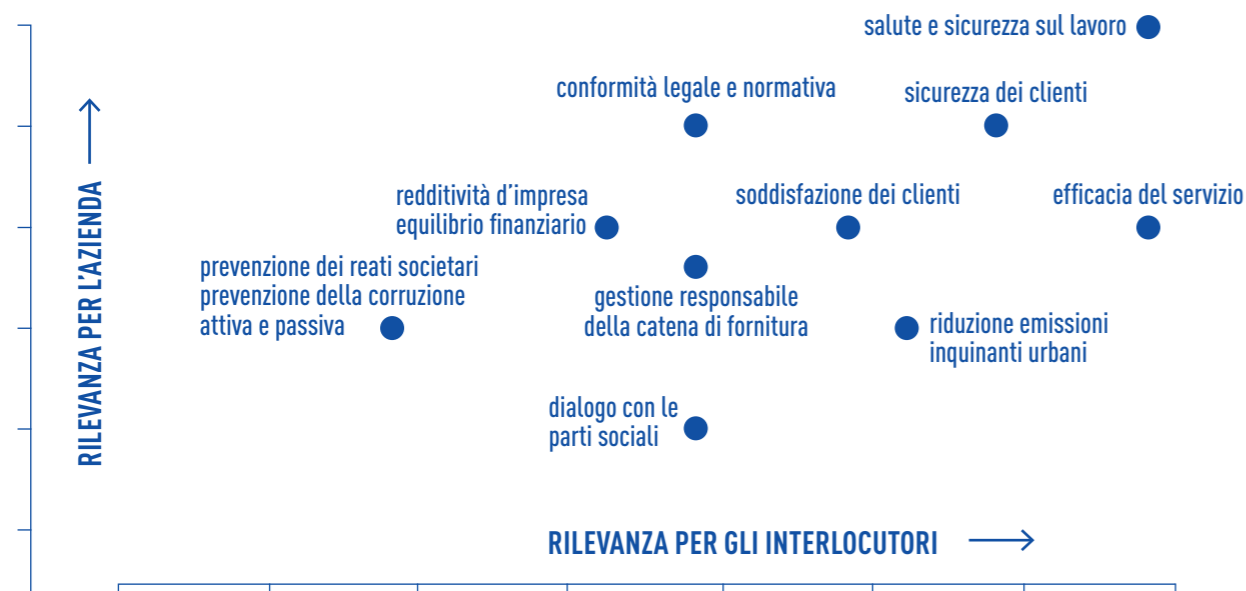 salute e sicurezza sul lavoro
conformità legale e normativa
sicurezza dei clienti
redditività d'impresa
equilibrio finanziario
soddisfazione dei clienti
efficacia del servizio
prevenzione dei reati societari
prevenzione della corruzione
attiva e passiva
gestione responsabile
della catena di fornitura
riduzione emissioni
inquinanti urbani
dialogo con le
parti sociali
RILEVANZA PER L'AZIENDA
RILEVANZA PER GLI INTERLOCUTORI